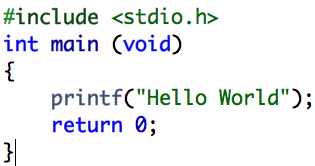 #include <stdio.h>
int main (void)
{
    printf("Hello World");
    return 0;
}